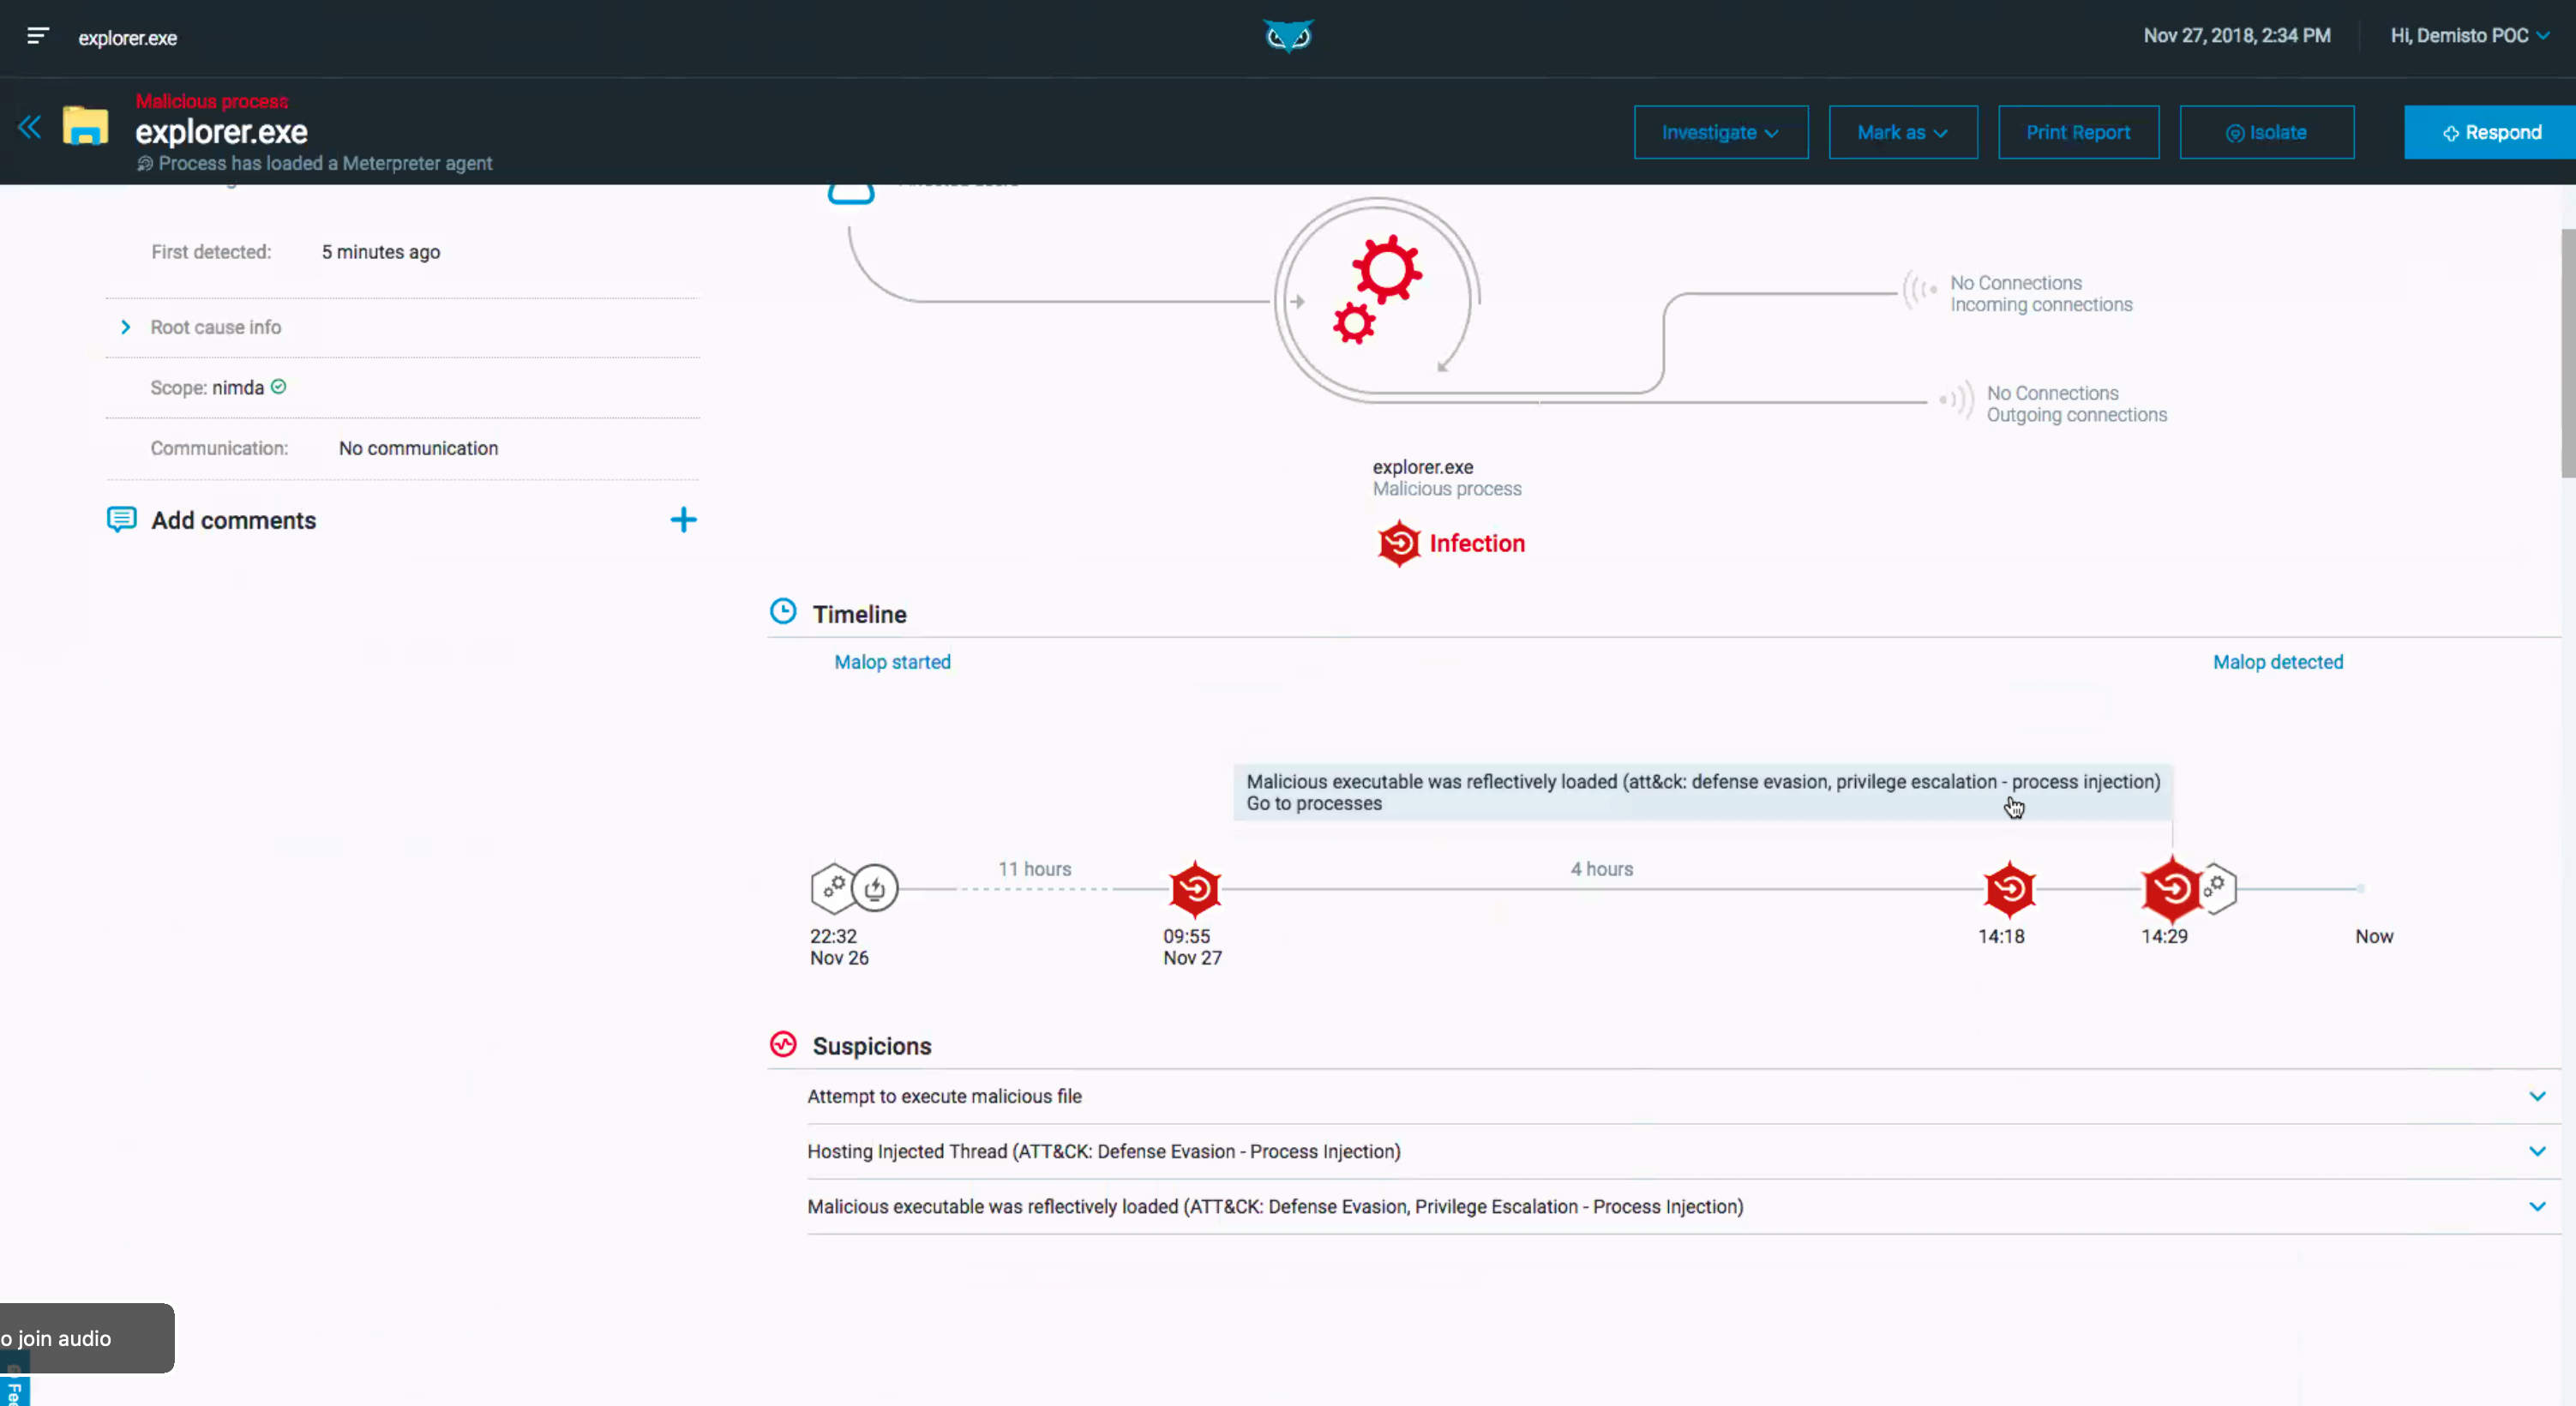 explorer.exe
Nov 27, 2018, 2:34 PM
Hi, Demisto POC
Malicious process
explorer.exe
Process has loaded a Meterpreter agent
Investigate
Mark as
Print Report
Isolate
Respond
First detected: 5 minutes ago
Root cause info
Scope: nimda
Communication: No communication
Add comments
No Connections
Incoming connections
No Connections
Outgoing connections
explorer.exe
Malicious process
Infection
Timeline
Malop started
Malop detected
Malicious executable was reflectively loaded (att&ck: defense evasion, privilege escalation - process injection)
Go to processes
11 hours
4 hours
22:32
Nov 26
09:55
Nov 27
14:18
14:29
Now
Suspicions
Attempt to execute malicious file
Hosting Injected Thread (ATT&CK: Defense Evasion - Process Injection)
Malicious executable was reflectively loaded (ATT&CK: Defense Evasion, Privilege Escalation - Process Injection)
o join audio
Fee